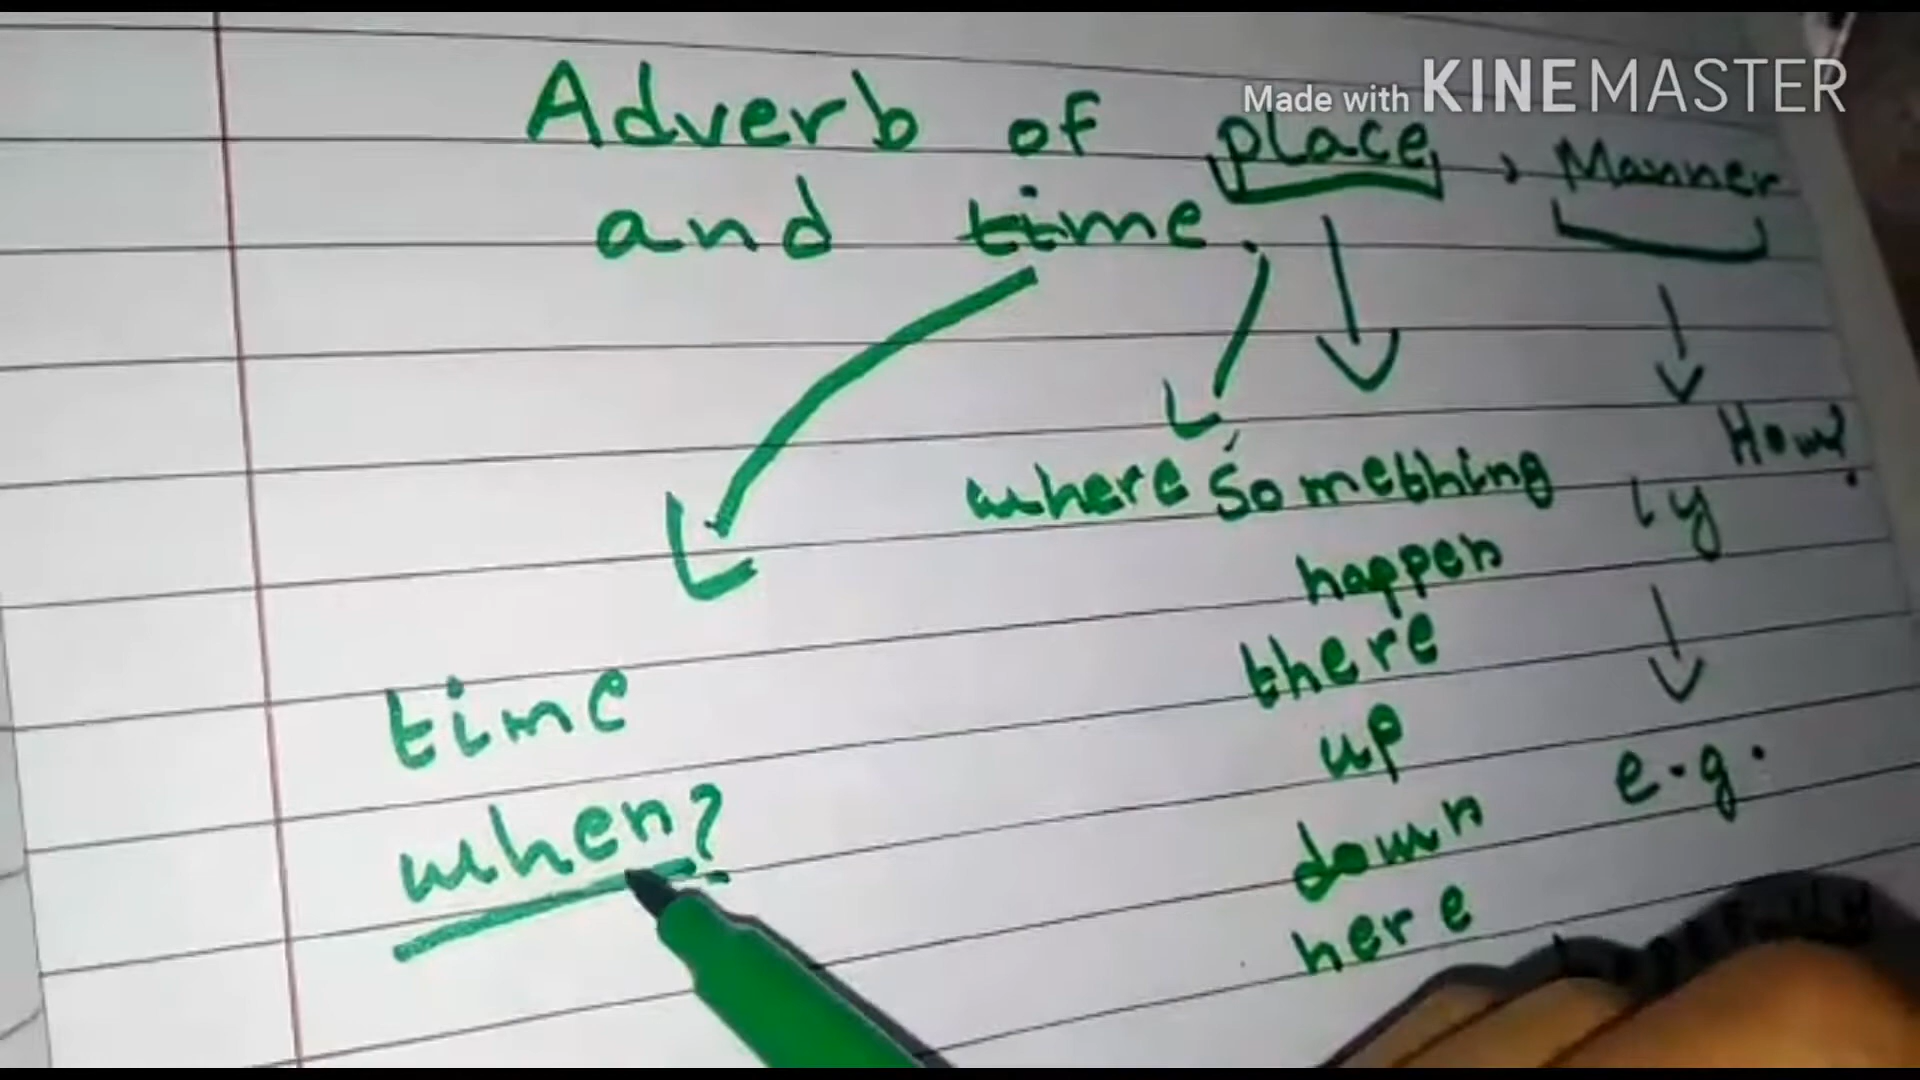 Made with KINEMASTER
Adverb of place, Manner
and time.
How?
where something
ly
happen
there
time
up
e.g.
when?
down
here